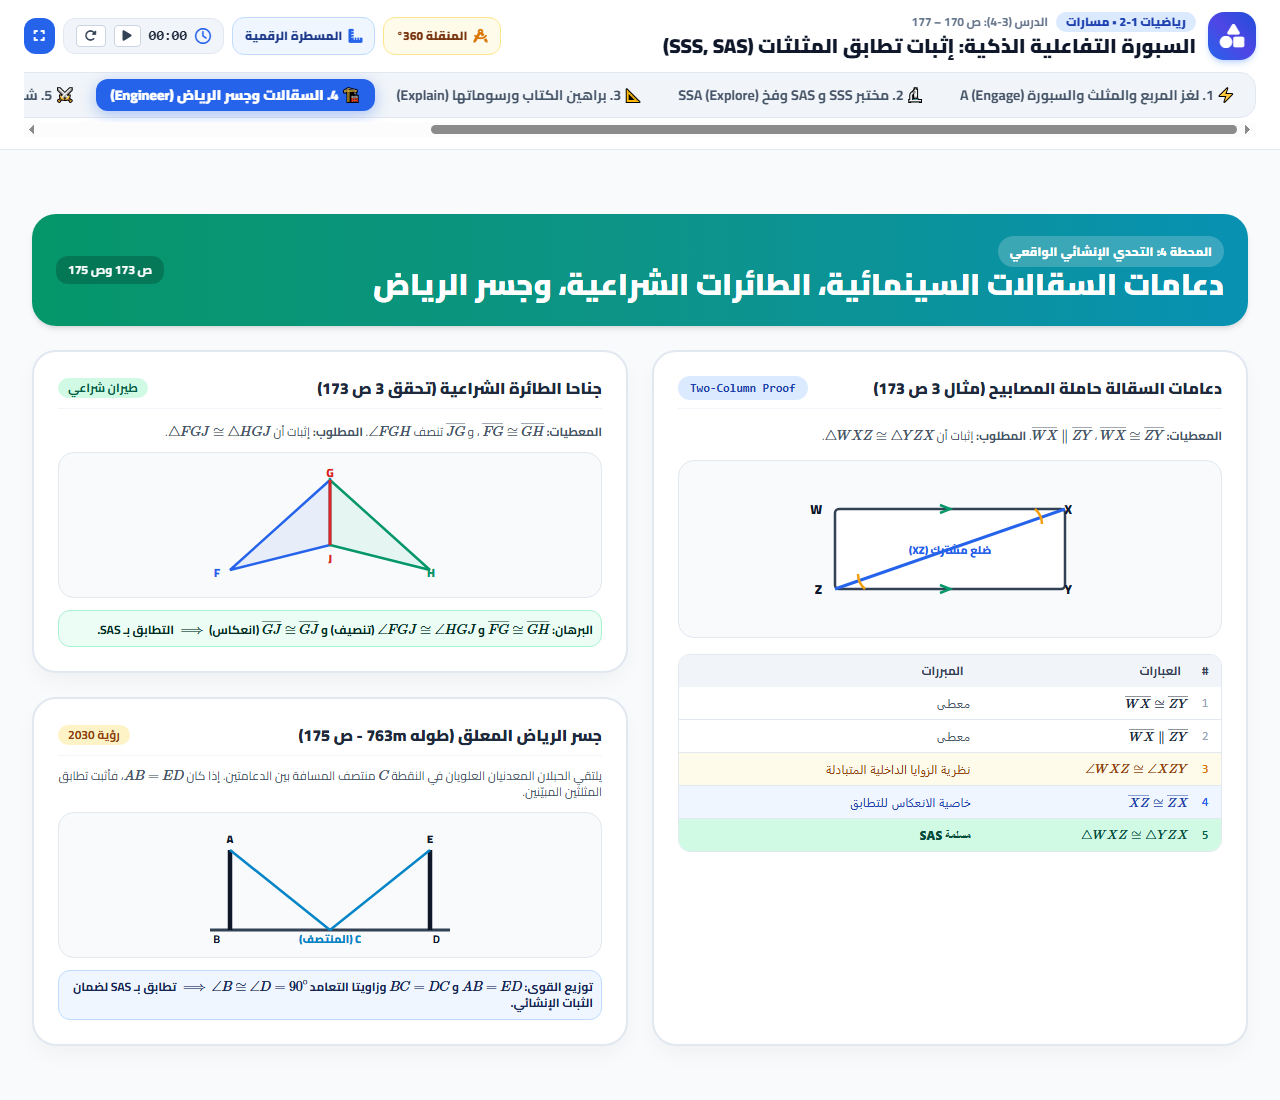 رياضيات 1-2 • مسارات
الدرس (3-4): ص 170 – 177
السبورة التفاعلية الذكية: إثبات تطابق المثلثات (SSS, SAS)
المنقلة 360°
المسطرة الرقمية
00:00
1. لغز المربع والمثلث والسبورة A (Engage)
2. مختبر SSS و SAS وفخ SSA (Explore)
3. براهين الكتاب ورسوماتها (Explain)
4. السقالات وجسر الرياض (Engineer)
5.
المحطة 4: التحدي الإنشائي الواقعي
دعامات السقالات السينمائية، الطائرات الشراعية، وجسر الرياض
ص 173 وص 175
دعامات السقالة حاملة المصابيح (مثال 3 ص 173)
Two-Column Proof
المعطيات: WX ≅ ZY ، WX ∥ ZY. المطلوب: إثبات أن △WXZ ≅ △YZX.
W
X
ضلع مشترك (XZ)
Z
Y
# العبارات المبررات
1 WX ≅ ZY معطى
2 WX ∥ ZY معطى
3 ∠WXZ ≅ ∠XZY نظرية الزوايا الداخلية المتبادلة
4 XZ ≅ ZX خاصية الانعكاس للتطابق
5 △WXZ ≅ △YZX مسلمة SAS
جناحا الطائرة الشراعية (تحقق 3 ص 173)
طيران شراعي
المعطيات: FG ≅ GH ، و JG تنصف ∠FGH. المطلوب: إثبات أن △FGJ ≅ △HGJ.
G
J
F
H
البرهان: FG ≅ GH و ∠FGJ ≅ ∠HGJ (تنصيف) و GJ ≅ GJ (انعكاس) ⟹ التطابق بـ SAS.
جسر الرياض المعلق (طوله 763m - ص 175)
رؤية 2030
يلتقي الحبلان المعدنيان العلويان في النقطة C منتصف المسافة بين الدعامتين. إذا كان AB = ED، فأثبت تطابق
المثلثين المبيّنين.
A
E
B
C (الملتصف)
D
توزيع القوى: AB = ED و BC = DC وزاويتا التعامد ∠B ≅ ∠D = 90° ⟹ تطابق بـ SAS لضمان
الثبات الإنشائي.